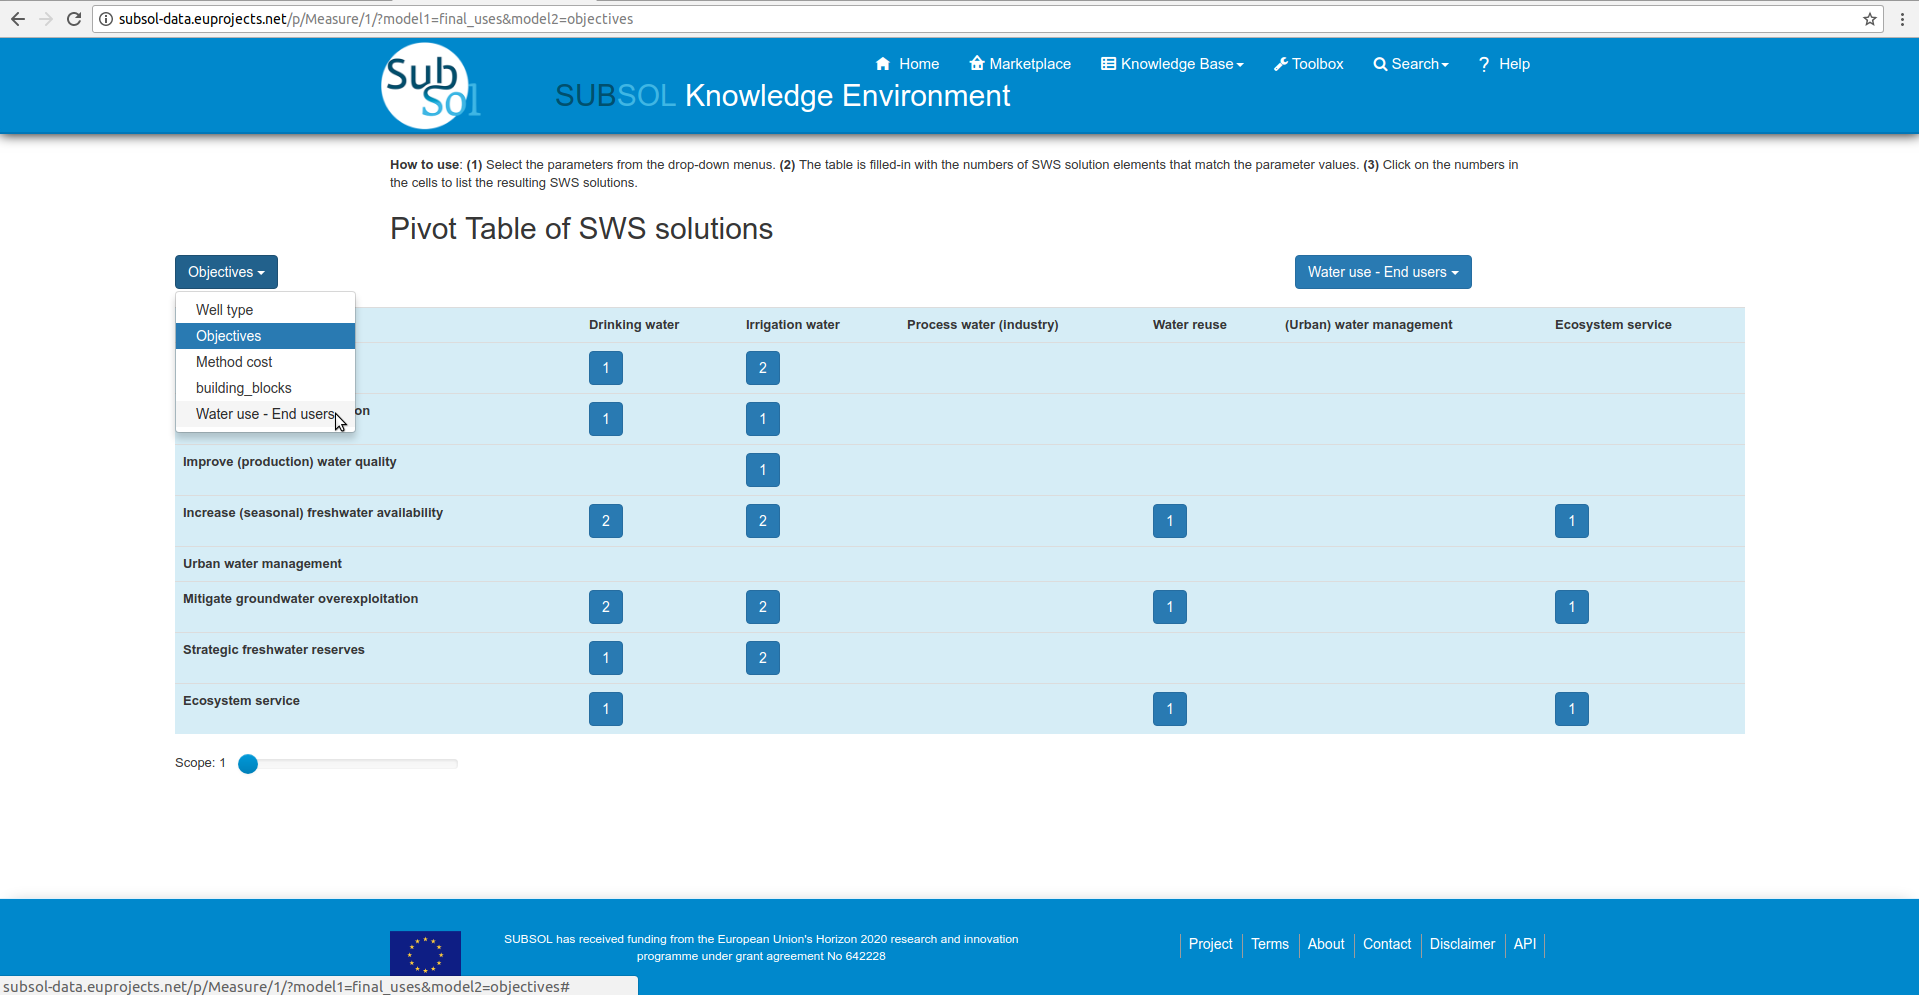 subsol-data.euprojects.net/p/Measure/1/?model1=final_uses&model2=objectives
Sub
Sol
Home Marketplace Knowledge Base Toolbox Search ? Help
SUBSOL Knowledge Environment
How to use: (1) Select the parameters from the drop-down menus. (2) The table is filled-in with the numbers of SWS solution elements that match the parameter values. (3) Click on the numbers in
the cells to list the resulting SWS solutions.
Pivot Table of SWS solutions
Objectives Water use - End users
Well type
Objectives
Method cost
building_blocks
Water use - End users
Drinking water Irrigation water Process water (industry) Water reuse (Urban) water management Ecosystem service
1 2
on 1 1
Improve (production) water quality 1
Increase (seasonal) freshwater availability 2 2 1 1
Urban water management
Mitigate groundwater overexploitation 2 2 1 1
Strategic freshwater reserves 1 2
Ecosystem service 1 1 1
Scope: 1
SUBSOL has received funding from the European Union's Horizon 2020 research and innovation
programme under grant agreement No 642228
Project Terms About Contact Disclaimer API
subsol-data.euprojects.net/p/Measure/1/?model1=final_uses&model2=objectives#